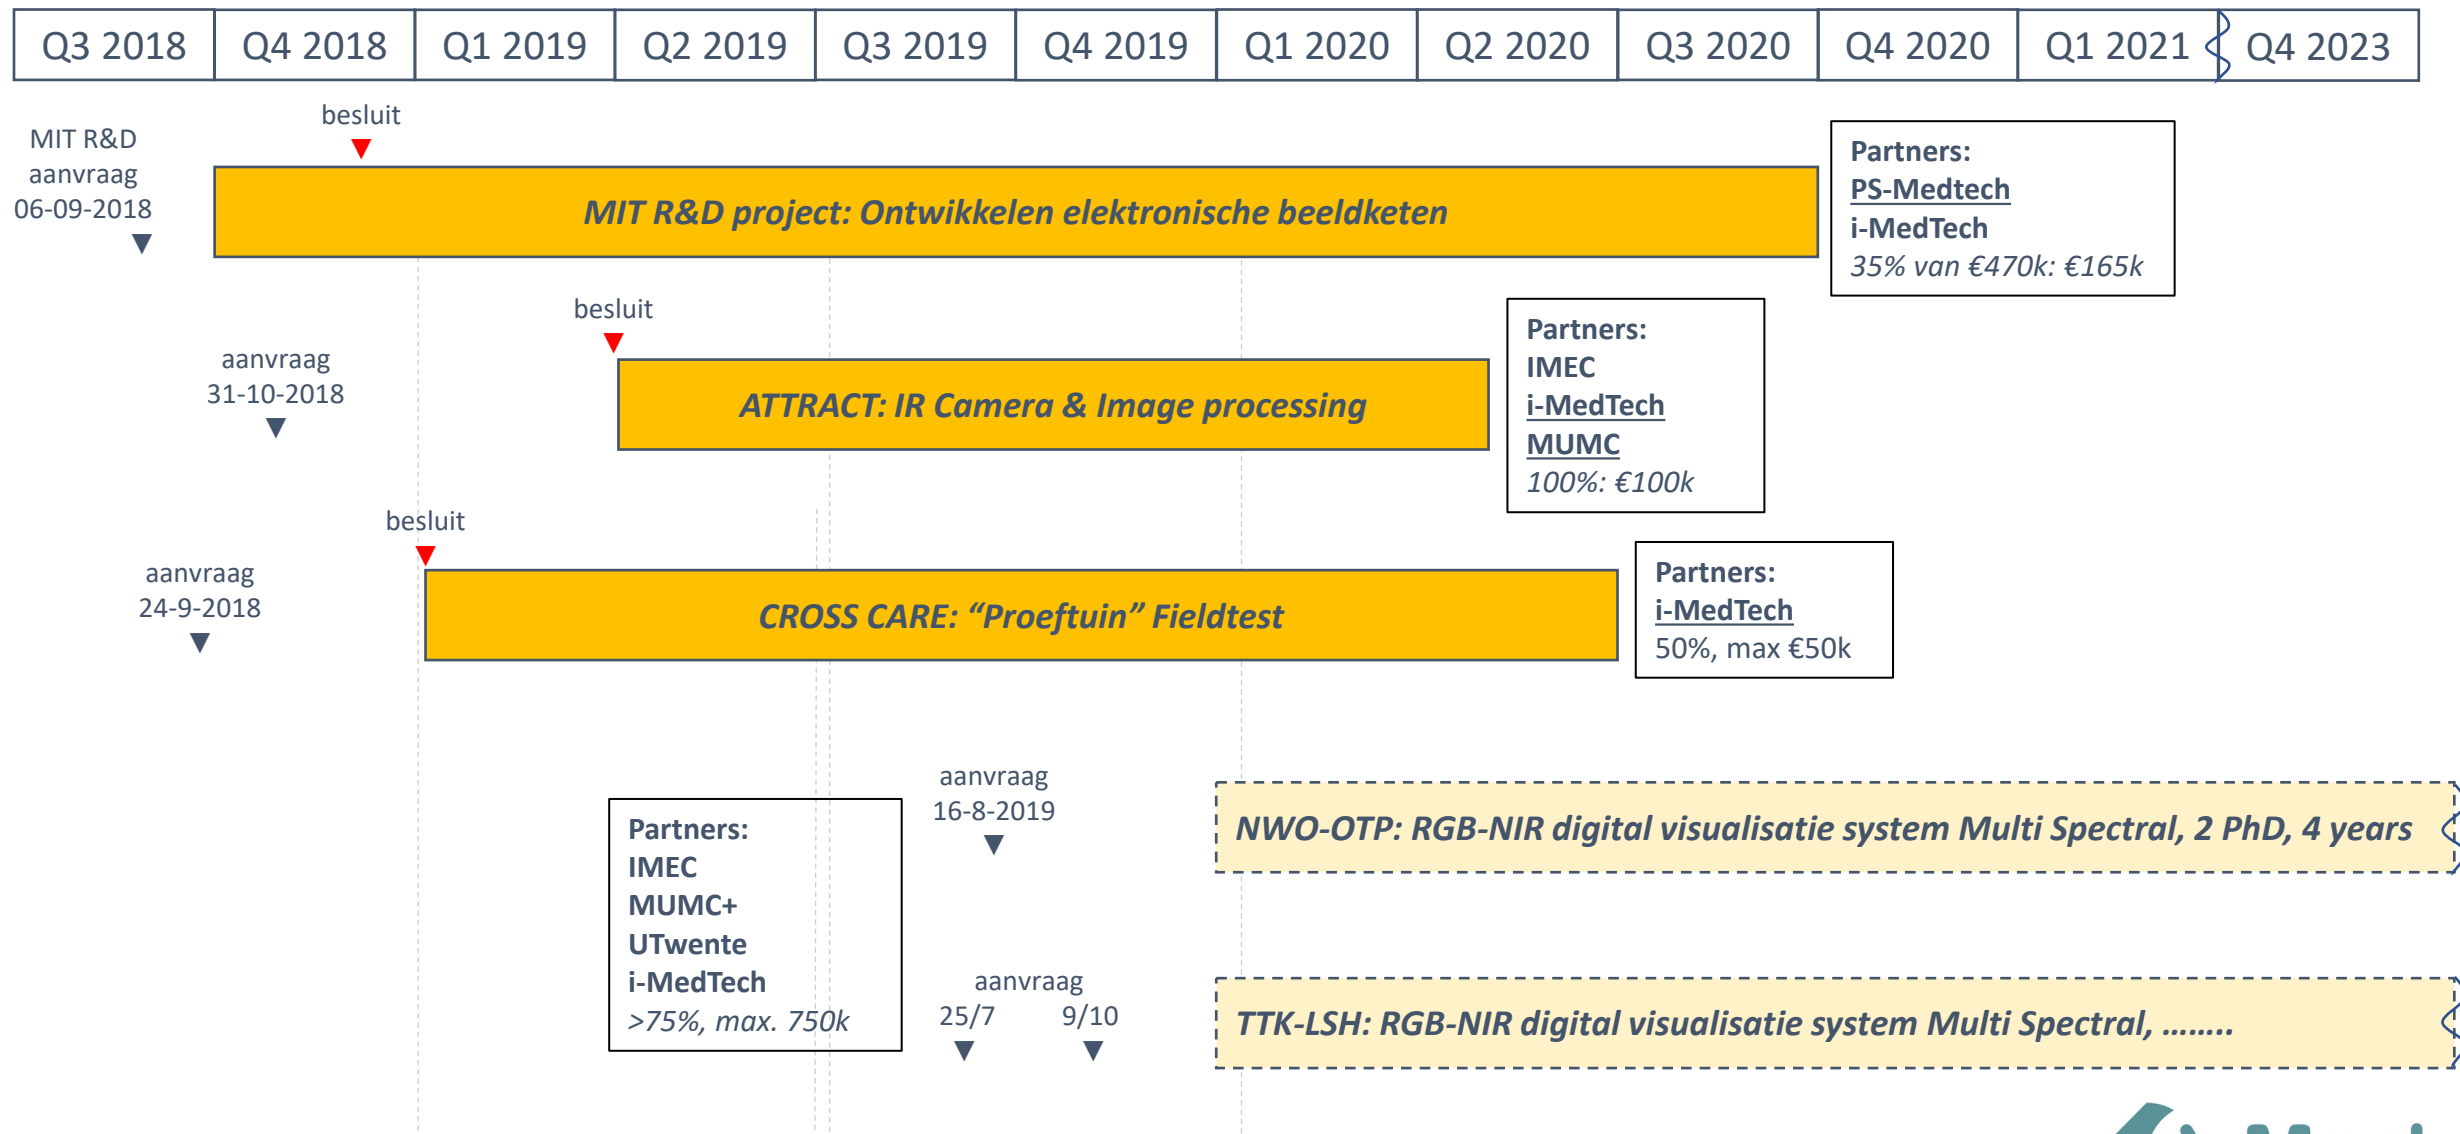 Q3 2018 Q4 2018 Q1 2019 Q2 2019 Q3 2019 Q4 2019 Q1 2020 Q2 2020 Q3 2020 Q4 2020 Q1 2021 Q4 2023
MIT R&D
aanvraag
06-09-2018
besluit
MIT R&D project: Ontwikkelen elektronische beeldketen
Partners:
PS-Medtech
i-MedTech
35% van €470k: €165k
aanvraag
31-10-2018
besluit
ATTRACT: IR Camera & Image processing
Partners:
IMEC
i-MedTech
MUMC
100%: €100k
aanvraag
24-9-2018
besluit
CROSS CARE: “Proeftuin” Fieldtest
Partners:
i-MedTech
50%, max €50k
Partners:
IMEC
MUMC+
UTwente
i-MedTech
>75%, max. 750k
aanvraag
16-8-2019
NWO-OTP: RGB-NIR digital visualisatie system Multi Spectral, 2 PhD, 4 years
aanvraag
25/7 9/10
TTK-LSH: RGB-NIR digital visualisatie system Multi Spectral, ……..